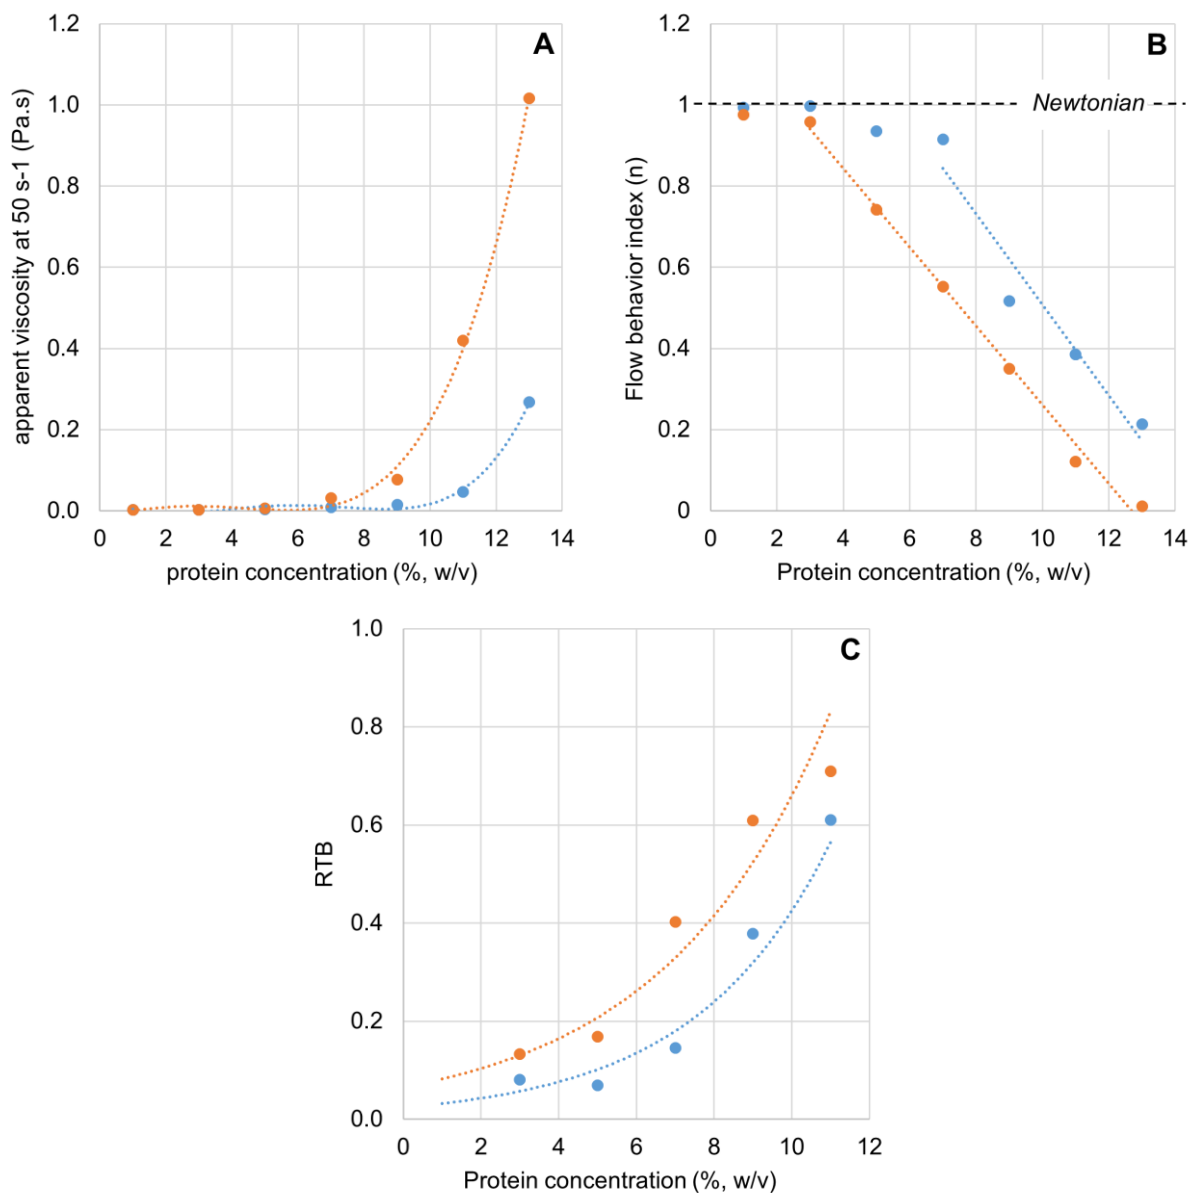 A
1.2
1.0
0.8
0.6
0.4
0.2
0.0
apparent viscosity at 50 s-1 (Pa.s)
0 2 4 6 8 10 12 14
protein concentration (%, w/v)
B
1.2
1
0.8
0.6
0.4
0.2
0
Newtonian
Flow behavior index (n)
0 2 4 6 8 10 12 14
Protein concentration (%, w/v)
C
1.0
0.8
0.6
0.4
0.2
0.0
RTB
0 2 4 6 8 10 12
Protein concentration (%, w/v)